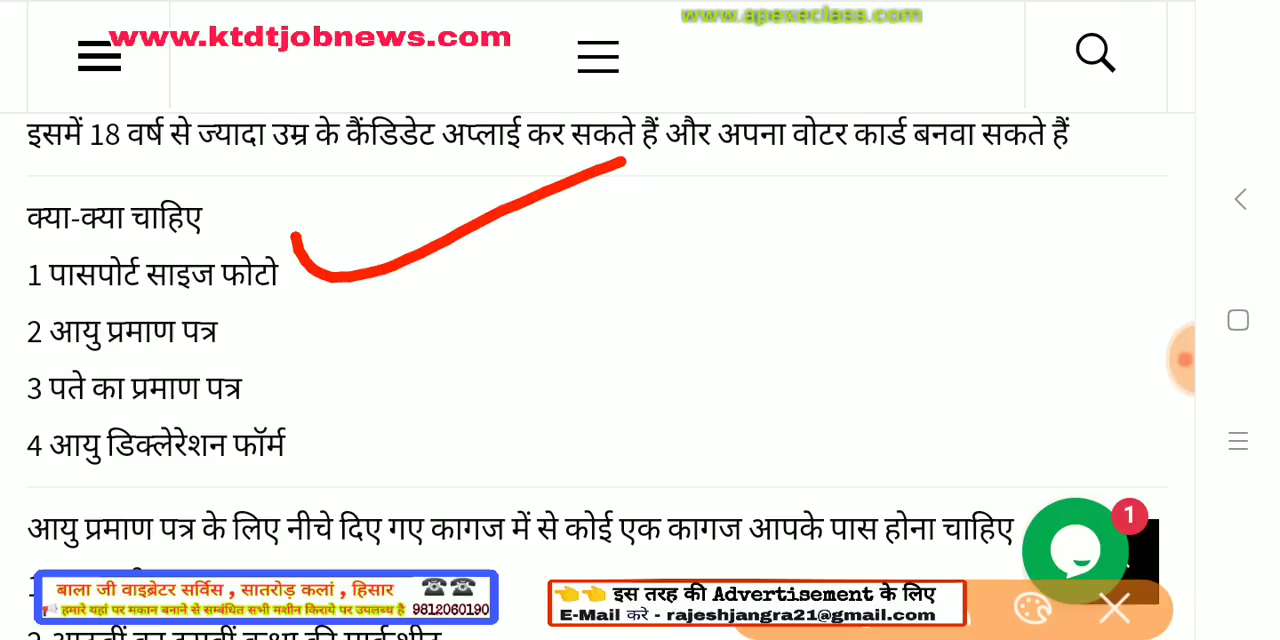 www.apexeclass.com
www.ktdtjobnews.com
इसमें 18 वर्ष से ज्यादा उम्र के कैंडिडेट अप्लाई कर सकते हैं और अपना वोटर कार्ड बनवा सकते हैं
क्या-क्या चाहिए
1 पासपोर्ट साइज फोटो
2 आयु प्रमाण पत्र
3 पते का प्रमाण पत्र
4 आयु डिक्लेरेशन फॉर्म
आयु प्रमाण पत्र के लिए नीचे दिए गए कागज में से कोई एक कागज आपके पास होना चाहिए
1
बाला जी वाइब्रेटर सर्विस , सातरोड़ कलां , हिसार
हमारे यहां पर मकान बनाने से सम्बंधित सभी मशीन किराये पर उपलब्ध है 9812060190
इस तरह की Advertisement के लिए
E-Mail करे - rajeshjangra21@gmail.com